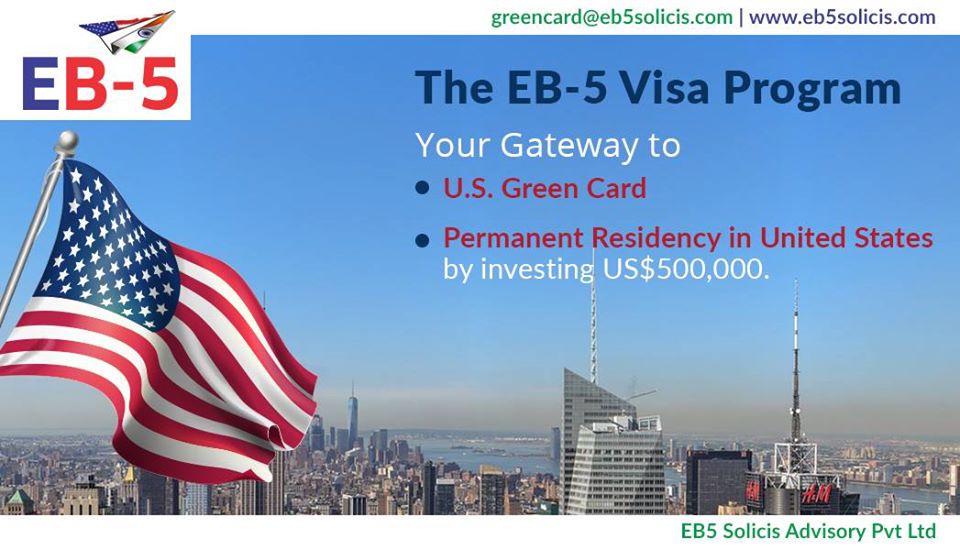 greencard@eb5solicis.com | www.eb5solicis.com
EB-5
The EB-5 Visa Program
Your Gateway to
• U.S. Green Card
• Permanent Residency in United States
by investing US$500,000.
H&M
EB5 Solicis Advisory Pvt Ltd